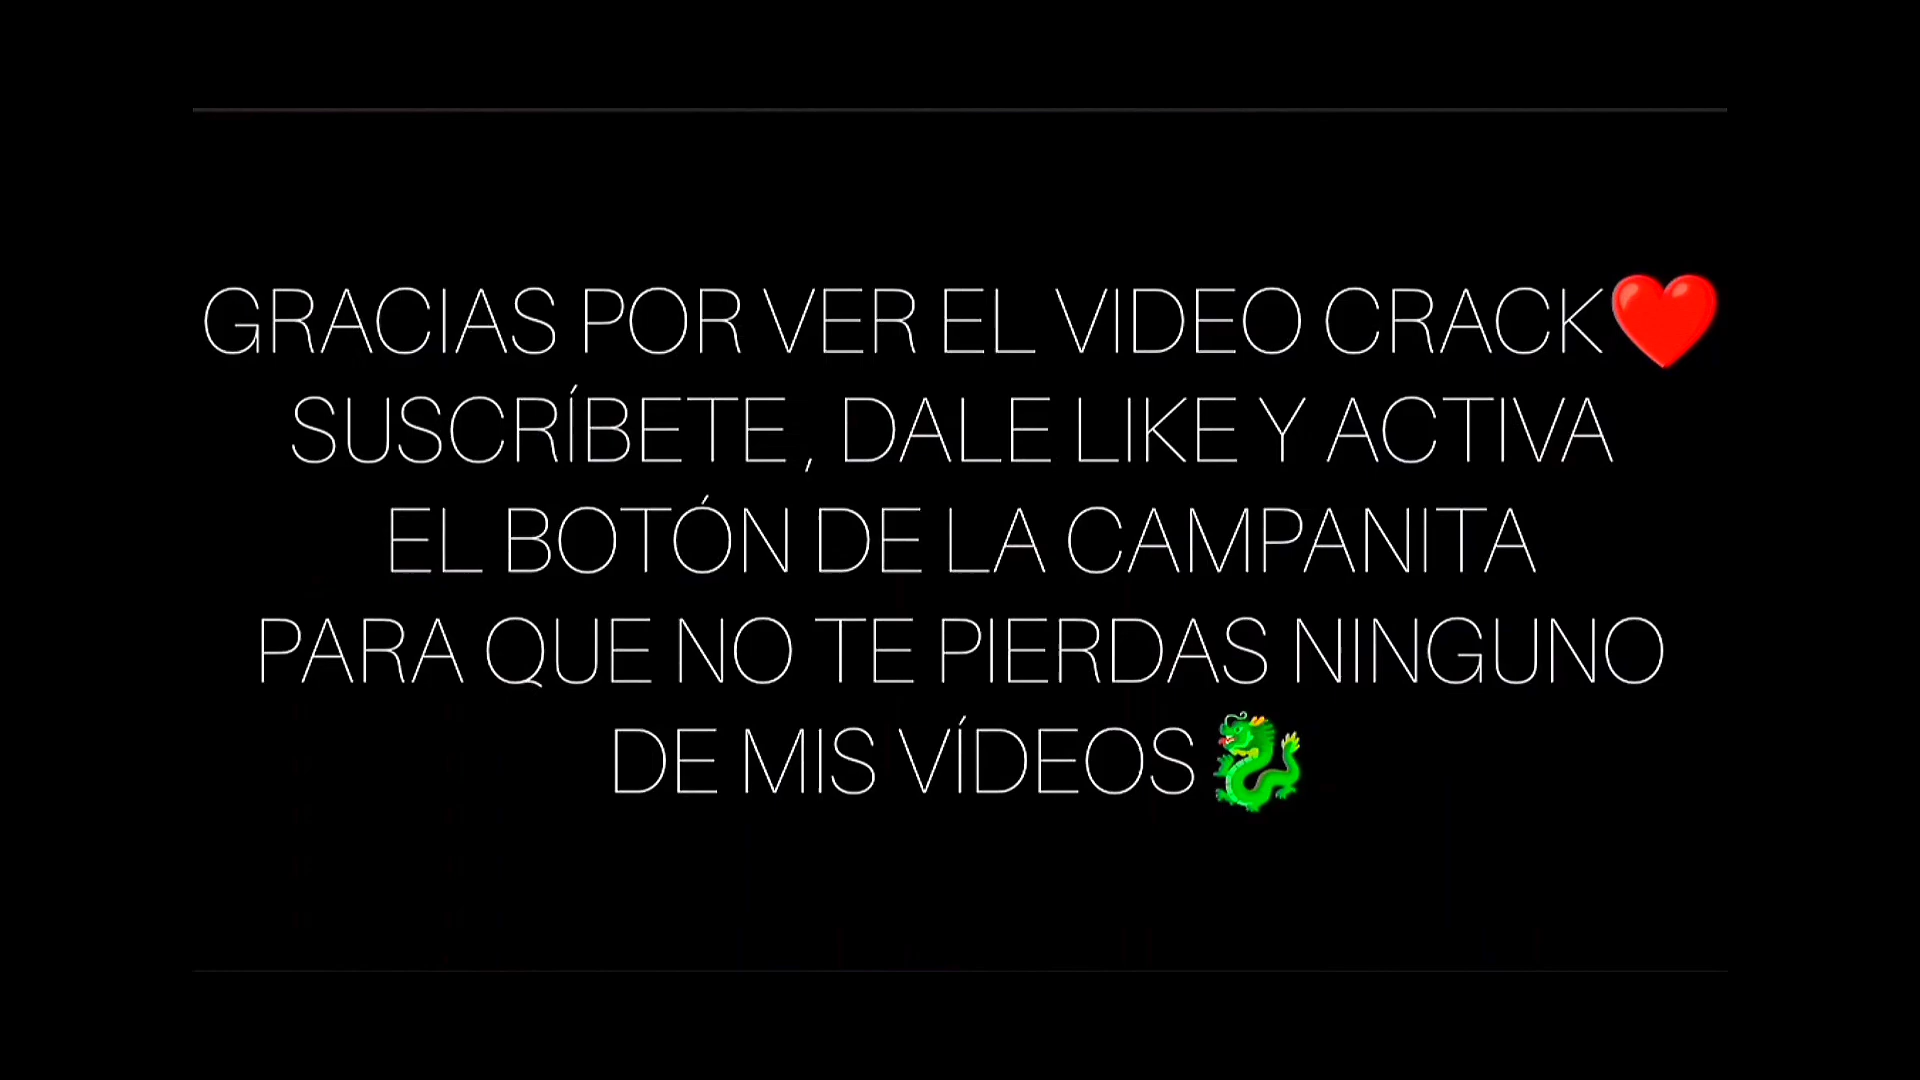 GRACIAS POR VER EL VIDEO CRACK❤️
SUSCRÍBETE , DALE LIKE Y ACTIVA
EL BOTÓN DE LA CAMPANITA
PARA QUE NO TE PIERDAS NINGUNO
DE MIS VÍDEOS🐉